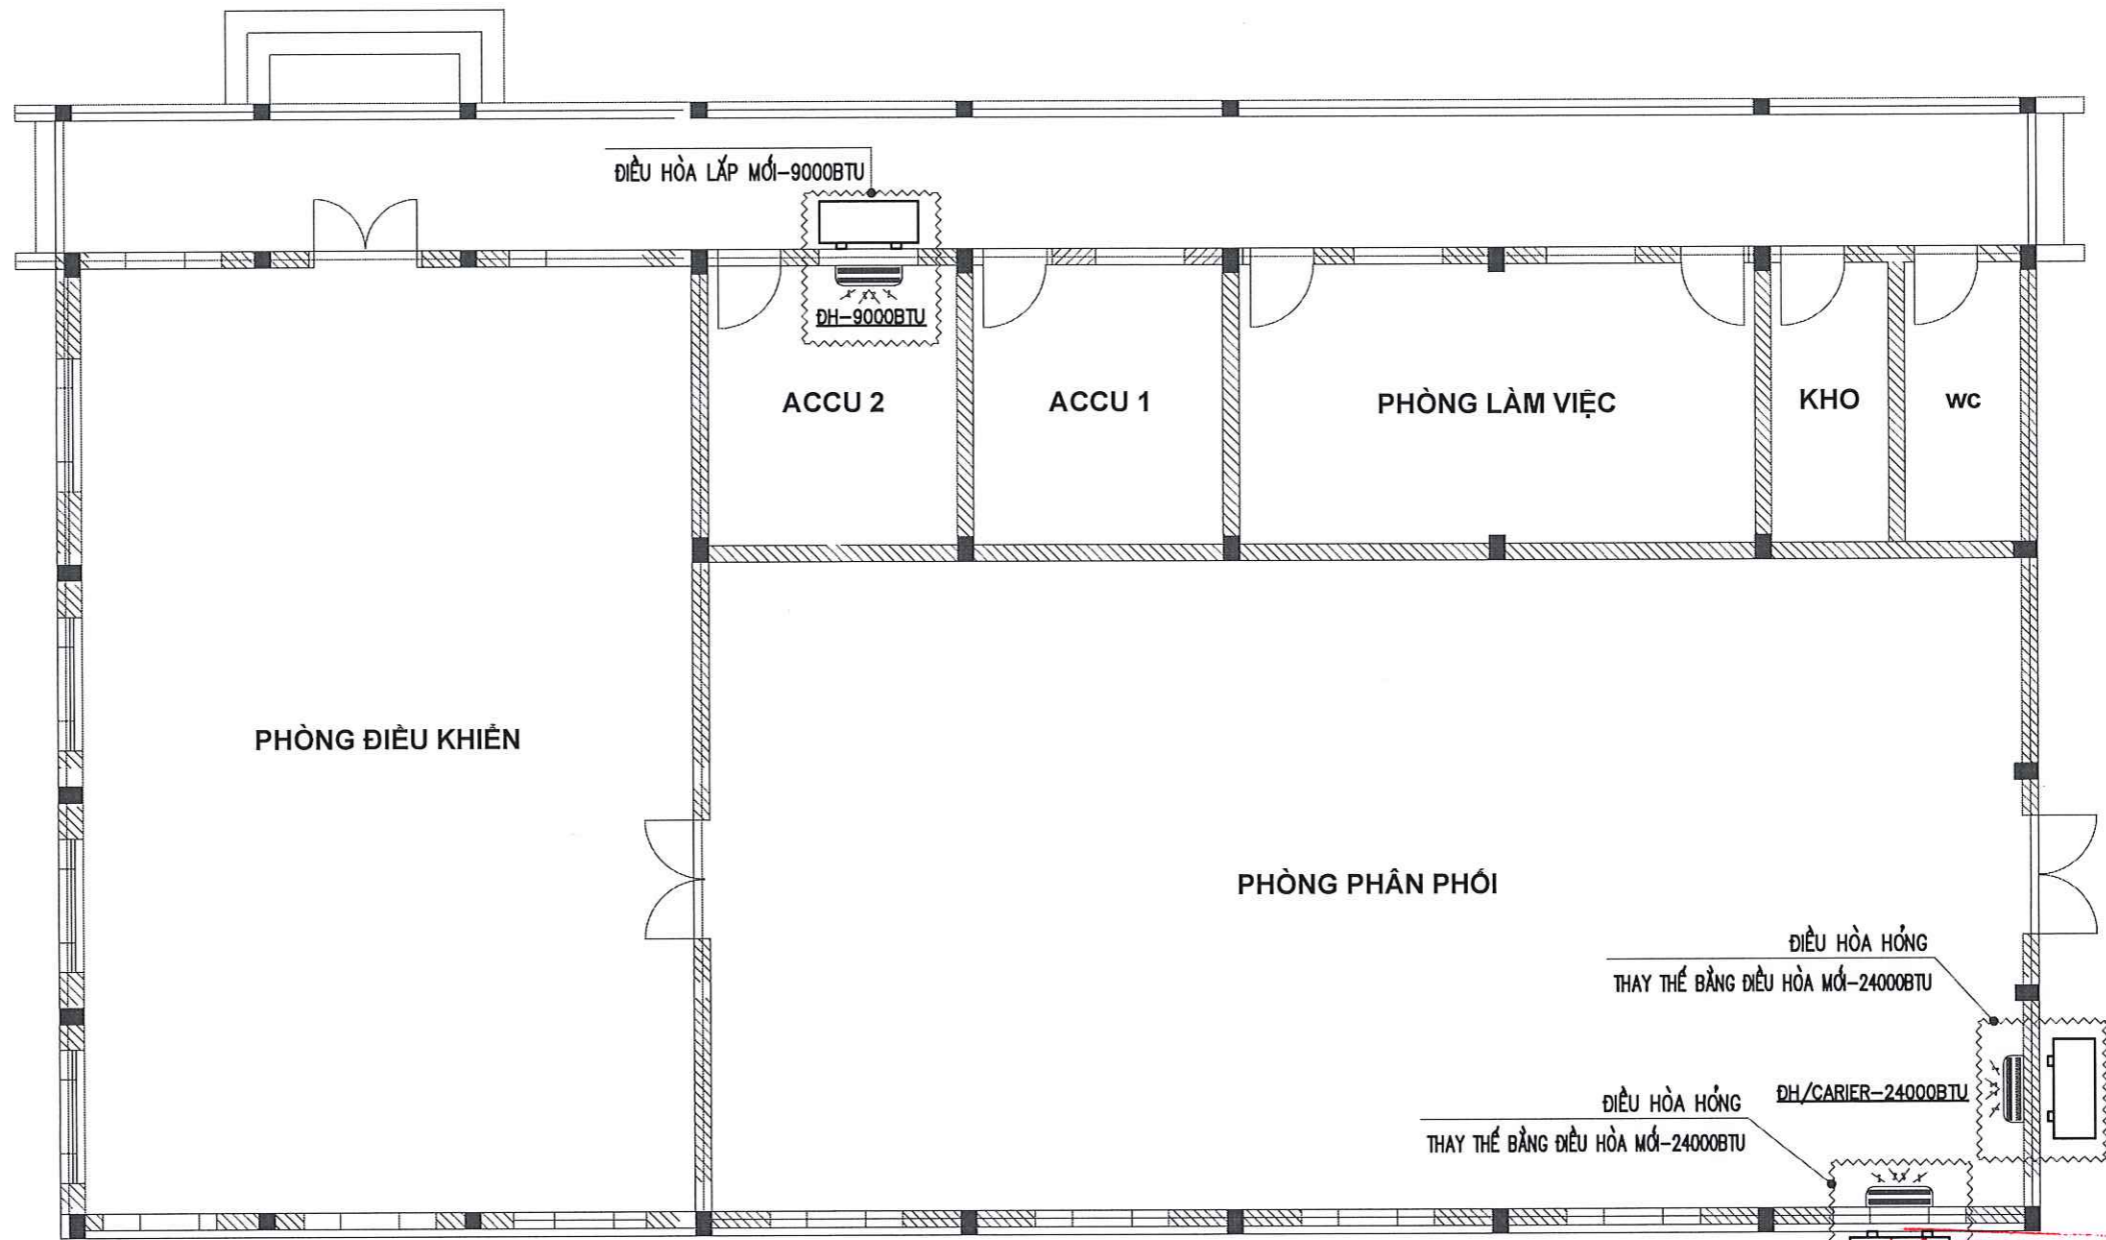 ĐIỀU HÒA LẮP MỚI-9000BTU
ĐH-9000BTU
ACCU 2
ACCU 1
PHÒNG LÀM VIỆC
KHO
wc
PHÒNG ĐIỀU KHIỂN
PHÒNG PHÂN PHỐI
ĐIỀU HÒA HỎNG
THAY THẾ BẰNG ĐIỀU HÒA MỚI-24000BTU
ĐH/CARIER-24000BTU
ĐIỀU HÒA HỎNG
THAY THẾ BẰNG ĐIỀU HÒA MỚI-24000BTU